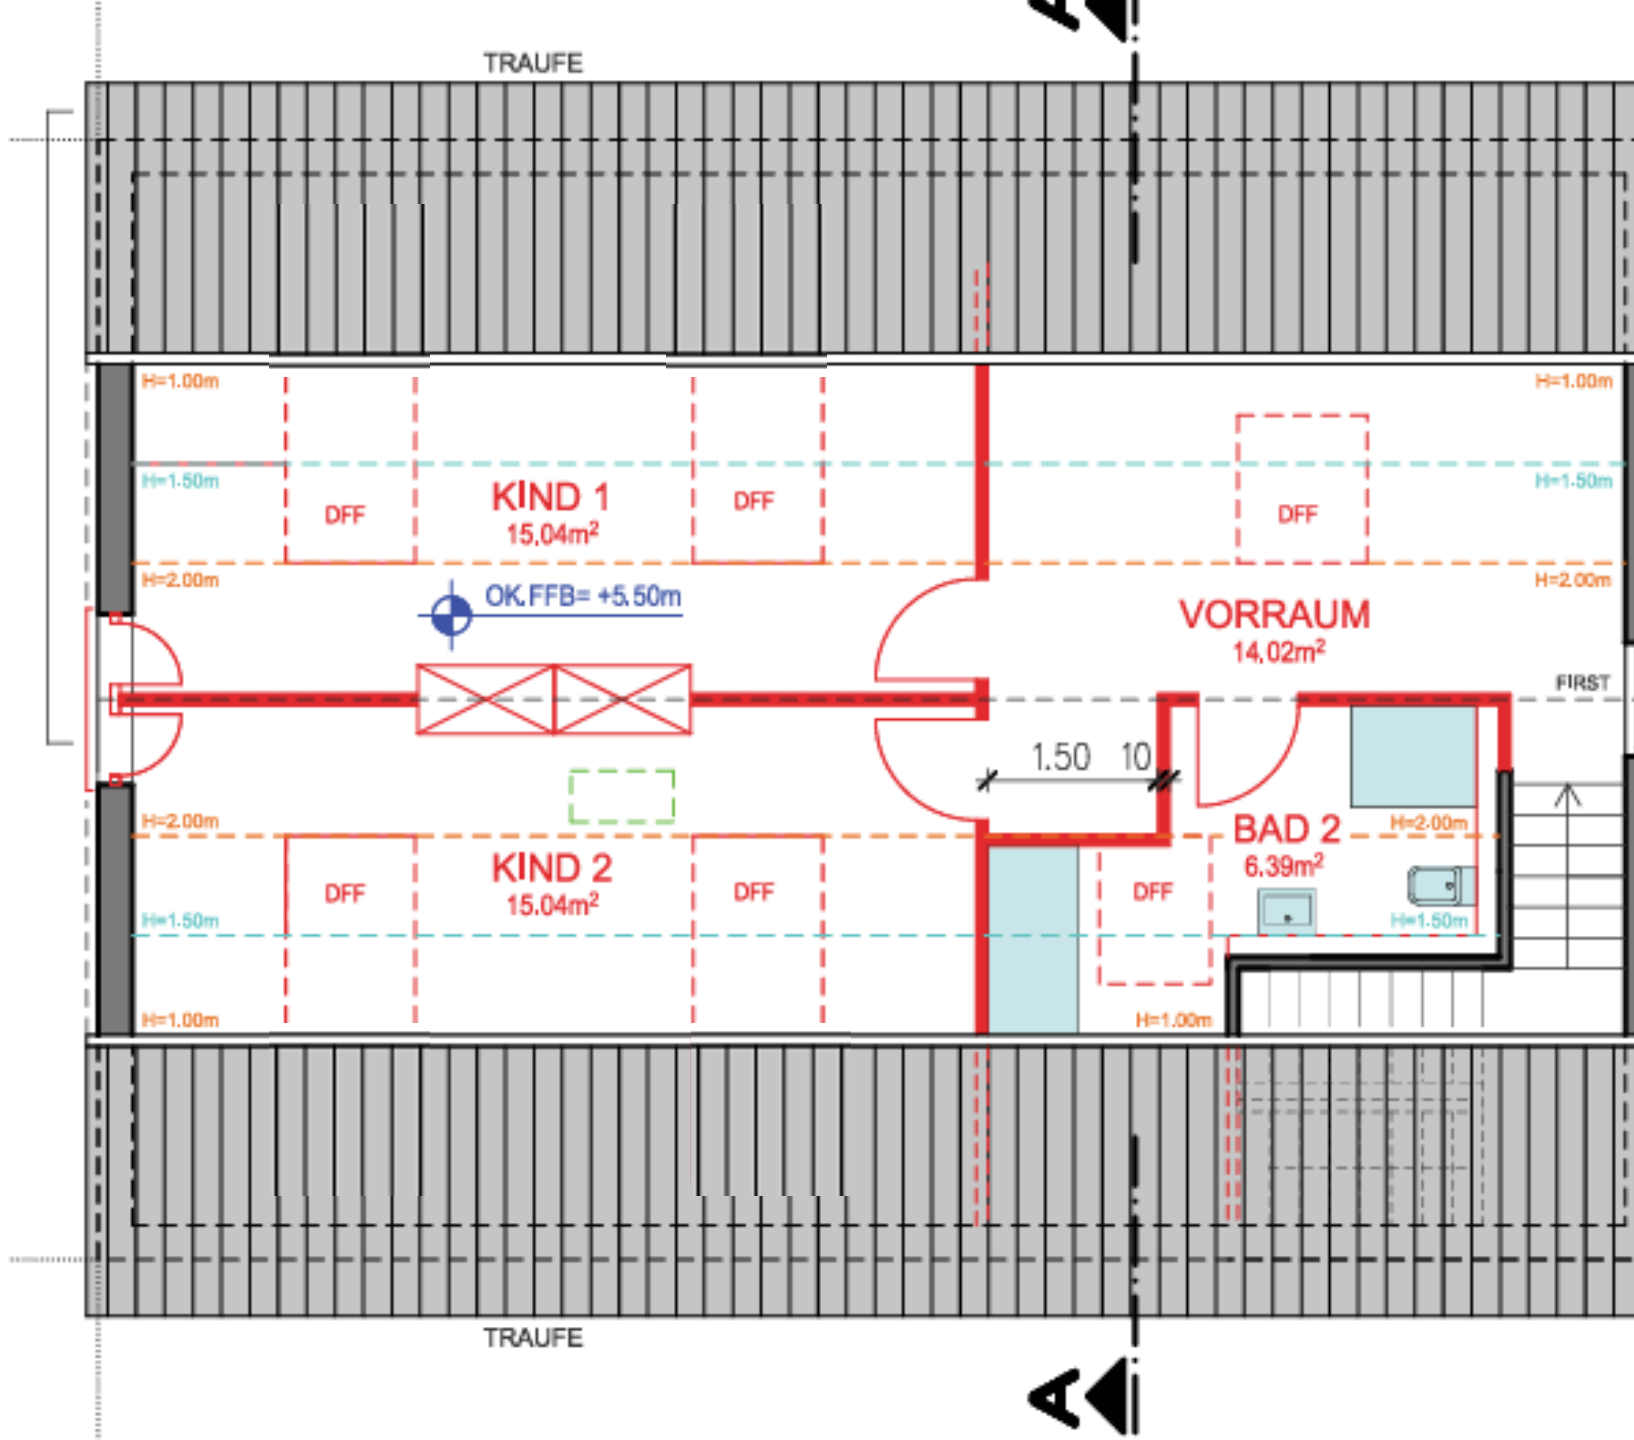 A
TRAUFE
H=1.00m
H=1.00m
H=1.50m
KIND 1
DFF
H=1.50m
DFF
15.04m²
DFF
H=2.00m
OK.FFB= +5.50m
H=2.00m
VORRAUM
14.02m²
FIRST
1.50 10
H=2.00m
BAD 2
H=2.00m
KIND 2
6.39m²
DFF
15.04m²
DFF
DFF
H=1.50m
H=1.50m
H=1.00m
H=1.00m
TRAUFE
A